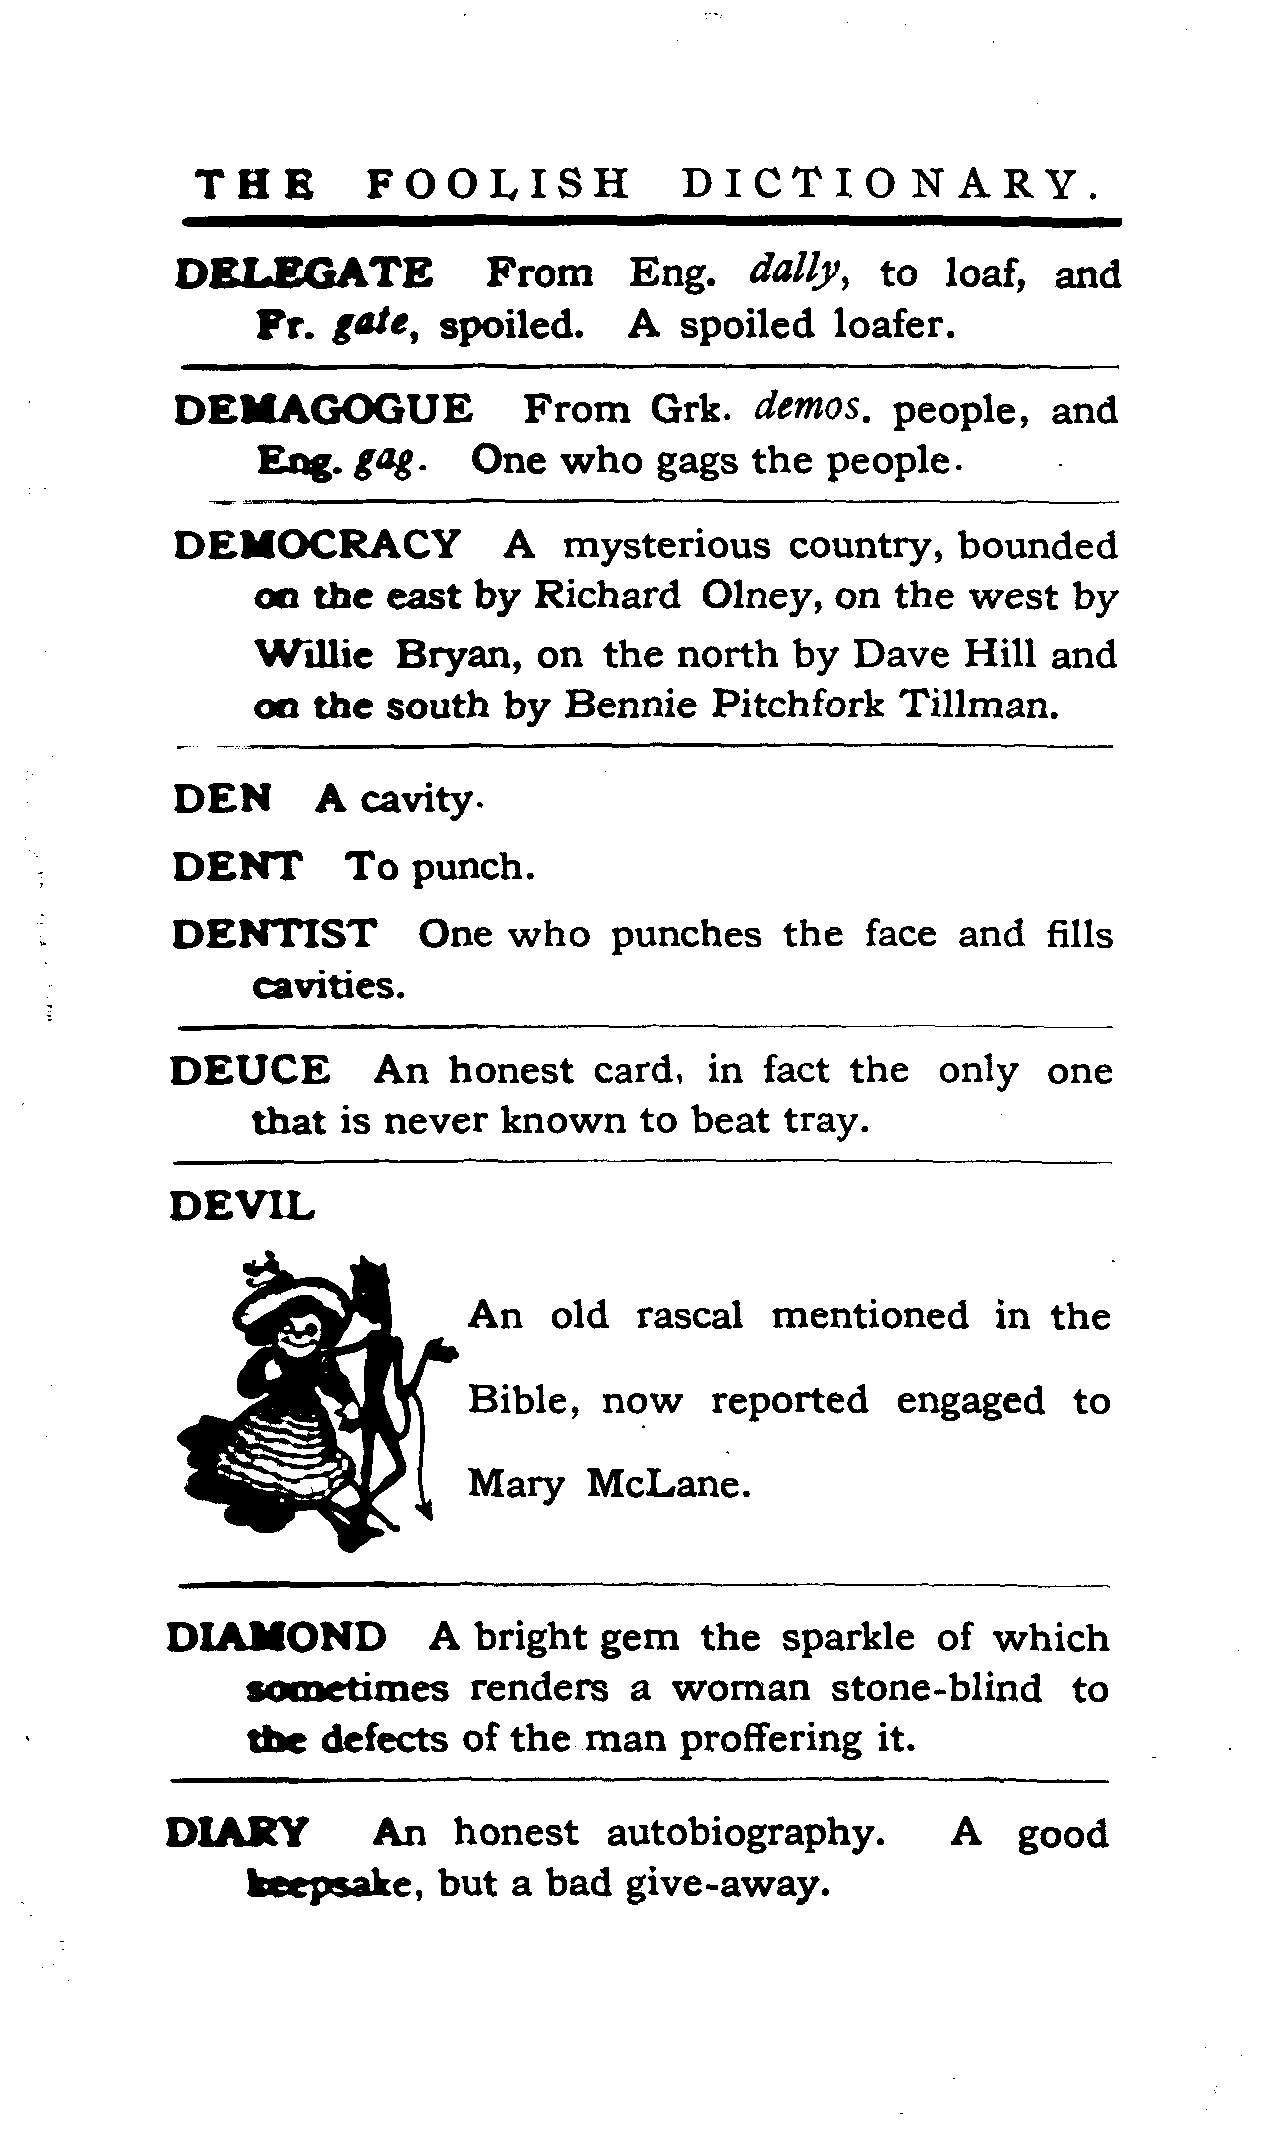 THE FOOLISH DICTIONARY.
DELEGATE From Eng. dally, to loaf, and
Fr. gate, spoiled. A spoiled loafer.
DEMAGOGUE From Grk. demos. people, and
Eng. gag. One who gags the people.
DEMOCRACY A mysterious country, bounded
on the east by Richard Olney, on the west by
Willie Bryan, on the north by Dave Hill and
on the south by Bennie Pitchfork Tillman.
DEN A cavity.
DENT To punch.
DENTIST One who punches the face and fills
cavities.
DEUCE An honest card, in fact the only one
that is never known to beat tray.
DEVIL
An old rascal mentioned in the
Bible, now reported engaged to
Mary McLane.
DIAMOND A bright gem the sparkle of which
sometimes renders a woman stone-blind to
the defects of the man proffering it.
DIARY An honest autobiography. A good
keepsake, but a bad give-away.